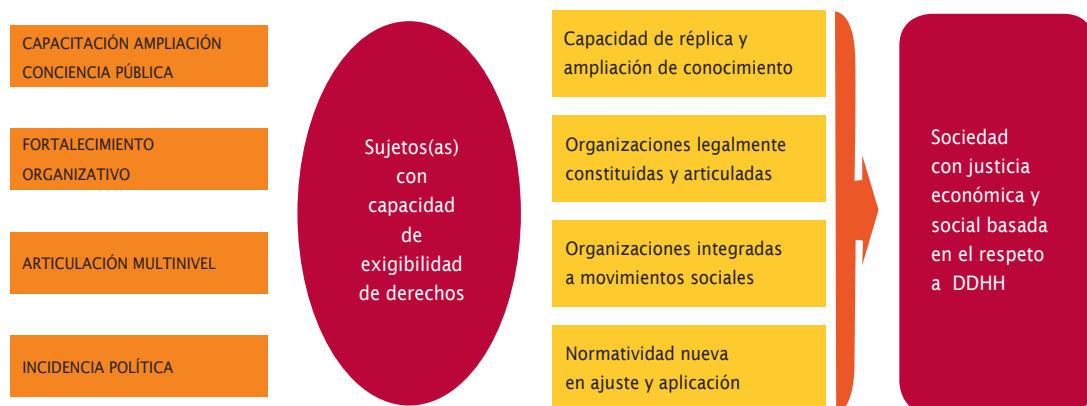 CAPACITACIÓN AMPLIACIÓN
CONCIENCIA PÚBLICA
FORTALECIMIENTO
ORGANIZATIVO
ARTICULACIÓN MULTINIVEL
INCIDENCIA POLÍTICA
Sujetos(as)
con
capacidad
de
exigibilidad
de derechos
Capacidad de réplica y
ampliación de conocimiento
Organizaciones legalmente
constituidas y articuladas
Organizaciones integradas
a movimientos sociales
Normatividad nueva
en ajuste y aplicación
Sociedad
con justicia
económica y
social basada
en el respeto
a DDHH